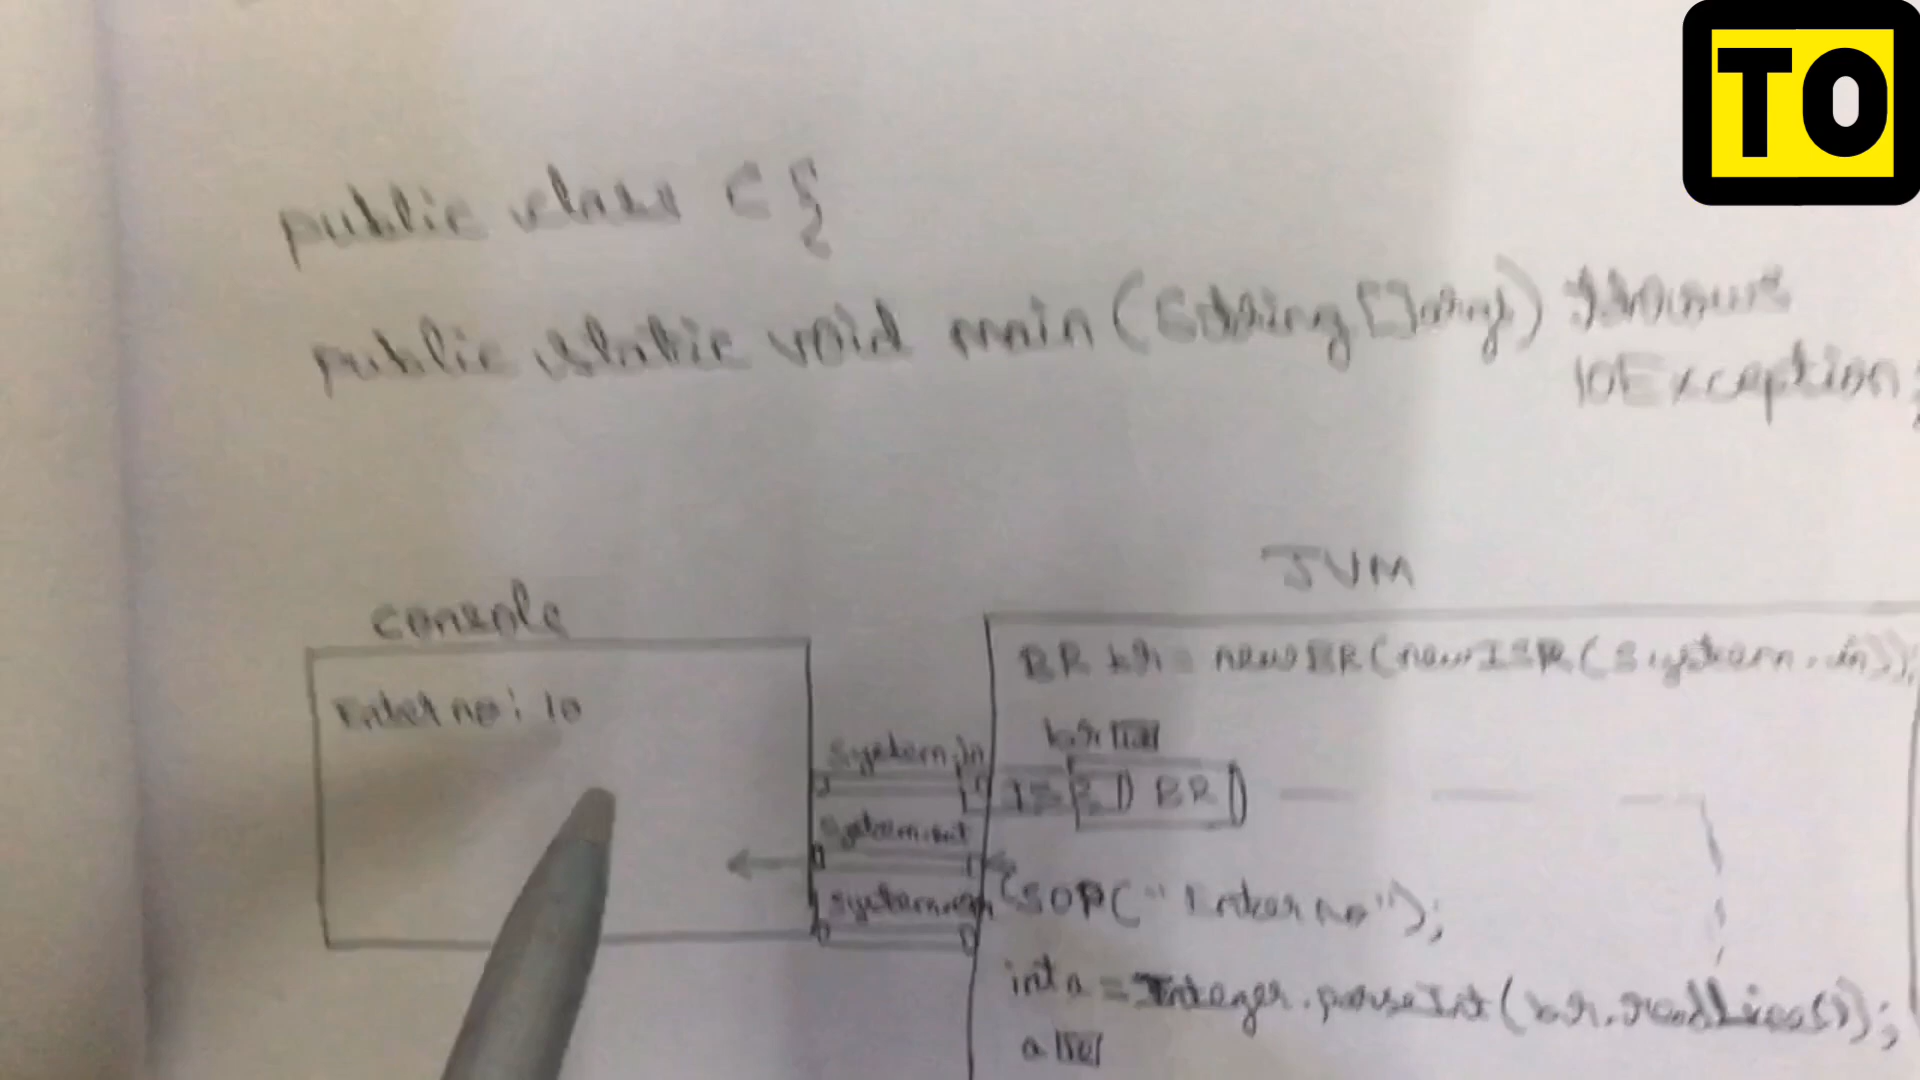 TO
public class C {
public static void main (String []args) throws
IOException {
JVM
console
BR br = new BR(new ISR(System.in));
Enter no: 10
br
System.in
ISR BR
System.out
System.err
SOP("Enter no");
int a = Integer.parseInt(br.readLine());
a 10